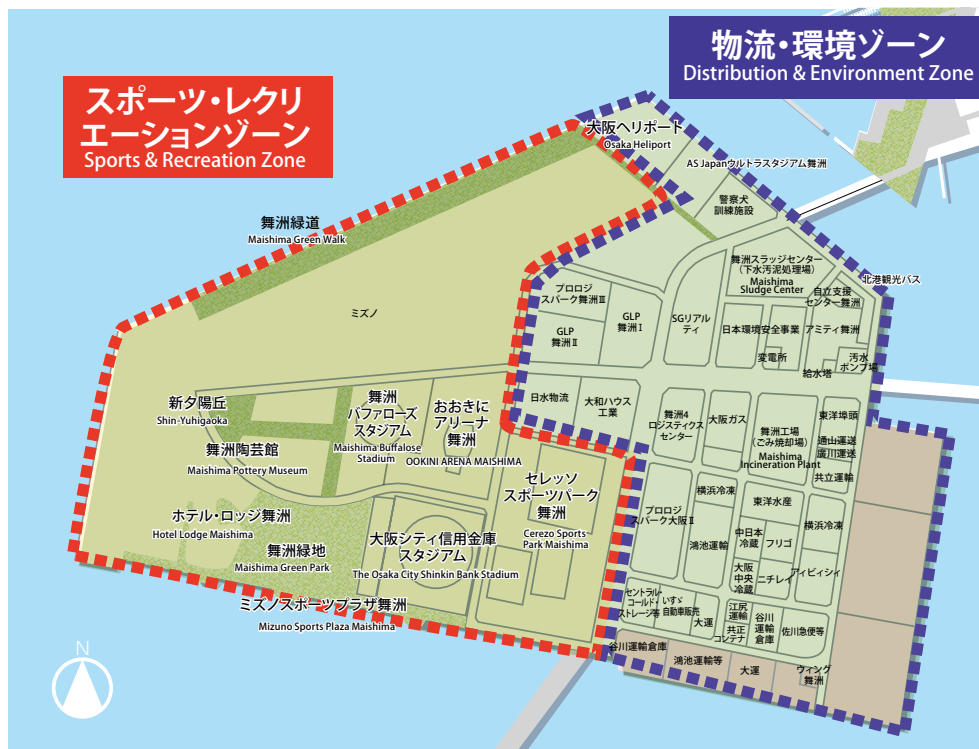 物流・環境ゾーン
Distribution & Environment Zone
スポーツ・レクリ
エーションゾーン
Sports & Recreation Zone
大阪ヘリポート
Osaka Heliport
AS Japanウルトラスタジアム舞洲
警察犬
訓練施設
舞洲緑道
Maishima Green Walk
舞洲スラッジセンター
(下水汚泥処理場)
Maishima
Sludge Center
北港観光バス
自立支援
センター舞洲
プロロジ
スパーク舞洲Ⅲ
ミズノ
GLP
舞洲Ⅰ
SGリアル
ティ
GLP
舞洲Ⅱ
日本環境安全事業
アミティ舞洲
変電所
汚水
ポンプ場
給水塔
新夕陽丘
Shin-Yuhigaoka
舞洲
バファローズ
スタジアム
Maishima Buffalose
Stadium
おおきに
アリーナ
舞洲
OOKINI ARENA MAISHIMA
日水物流
大和ハウス
工業
舞洲4
ロジスティクス
センター
大阪ガス
舞洲工場
(ごみ焼却場)
Maishima
Incineration Plant
東洋埠頭
通山運送
廣川運送
共立運輸
舞洲陶芸館
Maishima Pottery Museum
セレッソ
スポーツパーク
舞洲
Cerezo Sports
Park Maishima
ホテル・ロッジ舞洲
Hotel Lodge Maishima
舞洲緑地
Maishima Green Park
大阪シティ信用金庫
スタジアム
The Osaka City Shinkin Bank Stadium
プロロジ
スパーク大阪Ⅱ
横浜冷凍
鴻池運輸
東洋水産
横浜冷凍
中日本
冷蔵
フリゴ
大阪
中央
冷蔵
ニチレイ
アイビィシィ
ミズノスポーツプラザ舞洲
Mizuno Sports Plaza Maishima
セントラル・
コールド・
ストレージ等
いすゞ
自動車販売
大運
江尻
運輸
共正
コンテナ
谷川
運輸
倉庫
佐川急便等
谷川運輸倉庫
鴻池運輸等
大運
ウィング
舞洲
N